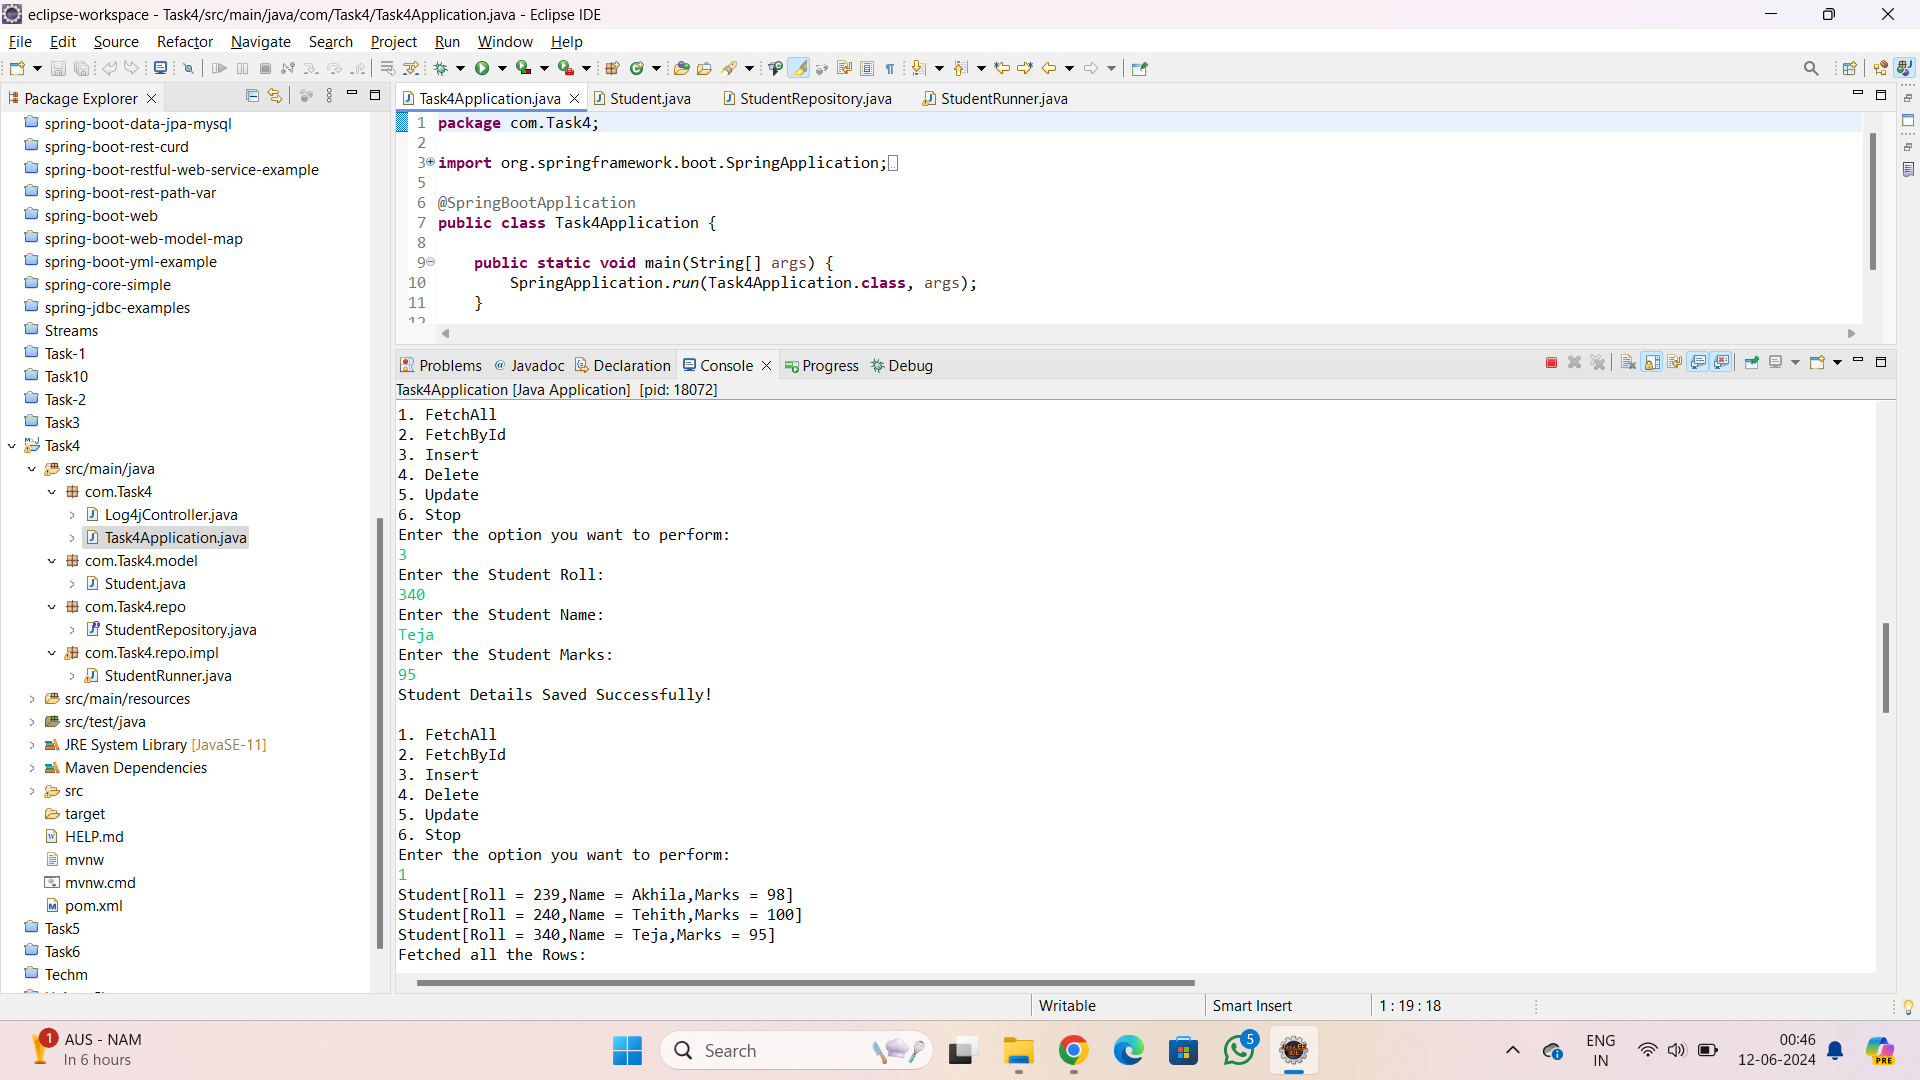 eclipse-workspace - Task4/src/main/java/com/Task4/Task4Application.java - Eclipse IDE
File Edit Source Refactor Navigate Search Project Run Window Help
Package Explorer
spring-boot-data-jpa-mysql
spring-boot-rest-curd
spring-boot-restful-web-service-example
spring-boot-rest-path-var
spring-boot-web
spring-boot-web-model-map
spring-boot-yml-example
spring-core-simple
spring-jdbc-examples
Streams
Task-1
Task10
Task-2
Task3
Task4
src/main/java
com.Task4
Log4jController.java
Task4Application.java
com.Task4.model
Student.java
com.Task4.repo
StudentRepository.java
com.Task4.repo.impl
StudentRunner.java
src/main/resources
src/test/java
JRE System Library [JavaSE-11]
Maven Dependencies
src
target
HELP.md
mvnw
mvnw.cmd
pom.xml
Task5
Task6
Techm
Task4Application.java Student.java StudentRepository.java StudentRunner.java
1 package com.Task4;
2
3 import org.springframework.boot.SpringApplication;
5
6 @SpringBootApplication
7 public class Task4Application {
8
9 public static void main(String[] args) {
10 SpringApplication.run(Task4Application.class, args);
11 }
12
Problems @ Javadoc Declaration Console Progress Debug
Task4Application [Java Application] [pid: 18072]
1. FetchAll
2. FetchById
3. Insert
4. Delete
5. Update
6. Stop
Enter the option you want to perform:
3
Enter the Student Roll:
340
Enter the Student Name:
Teja
Enter the Student Marks:
95
Student Details Saved Successfully!
1. FetchAll
2. FetchById
3. Insert
4. Delete
5. Update
6. Stop
Enter the option you want to perform:
1
Student[Roll = 239,Name = Akhila,Marks = 98]
Student[Roll = 240,Name = Tehith,Marks = 100]
Student[Roll = 340,Name = Teja,Marks = 95]
Fetched all the Rows:
Writable Smart Insert 1 : 19 : 18
1 AUS - NAM
In 6 hours
Search
5
ENG
IN
00:46
12-06-2024
PRE